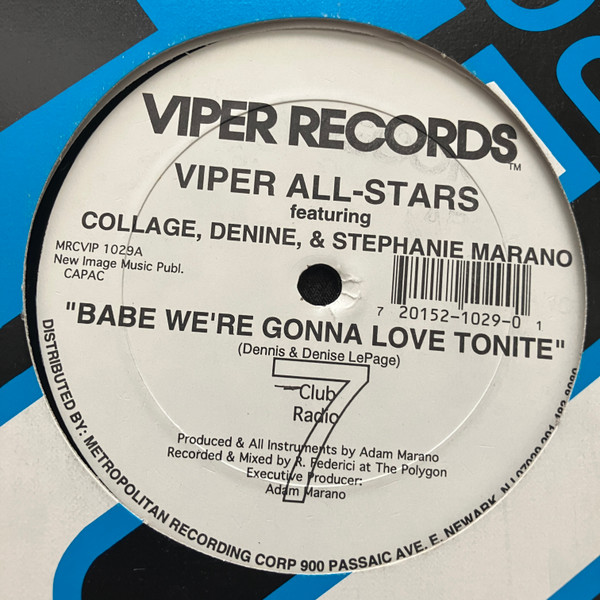 VIPER RECORDS™
VIPER ALL-STARS
featuring
COLLAGE, DENINE, & STEPHANIE MARANO
MRCVIP 1029A
New Image Music Publ.
CAPAC
7 20152-1029-0 1
"BABE WE'RE GONNA LOVE TONITE"
(Dennis & Denise LePage)
7
Club
Radio
Produced & All Instruments by Adam Marano
Recorded & Mixed by R. Federici at The Polygon
Executive Producer:
Adam Marano
DISTRIBUTED BY: METROPOLITAN RECORDING CORP 900 PASSAIC AVE. E. NEWARK, NJ